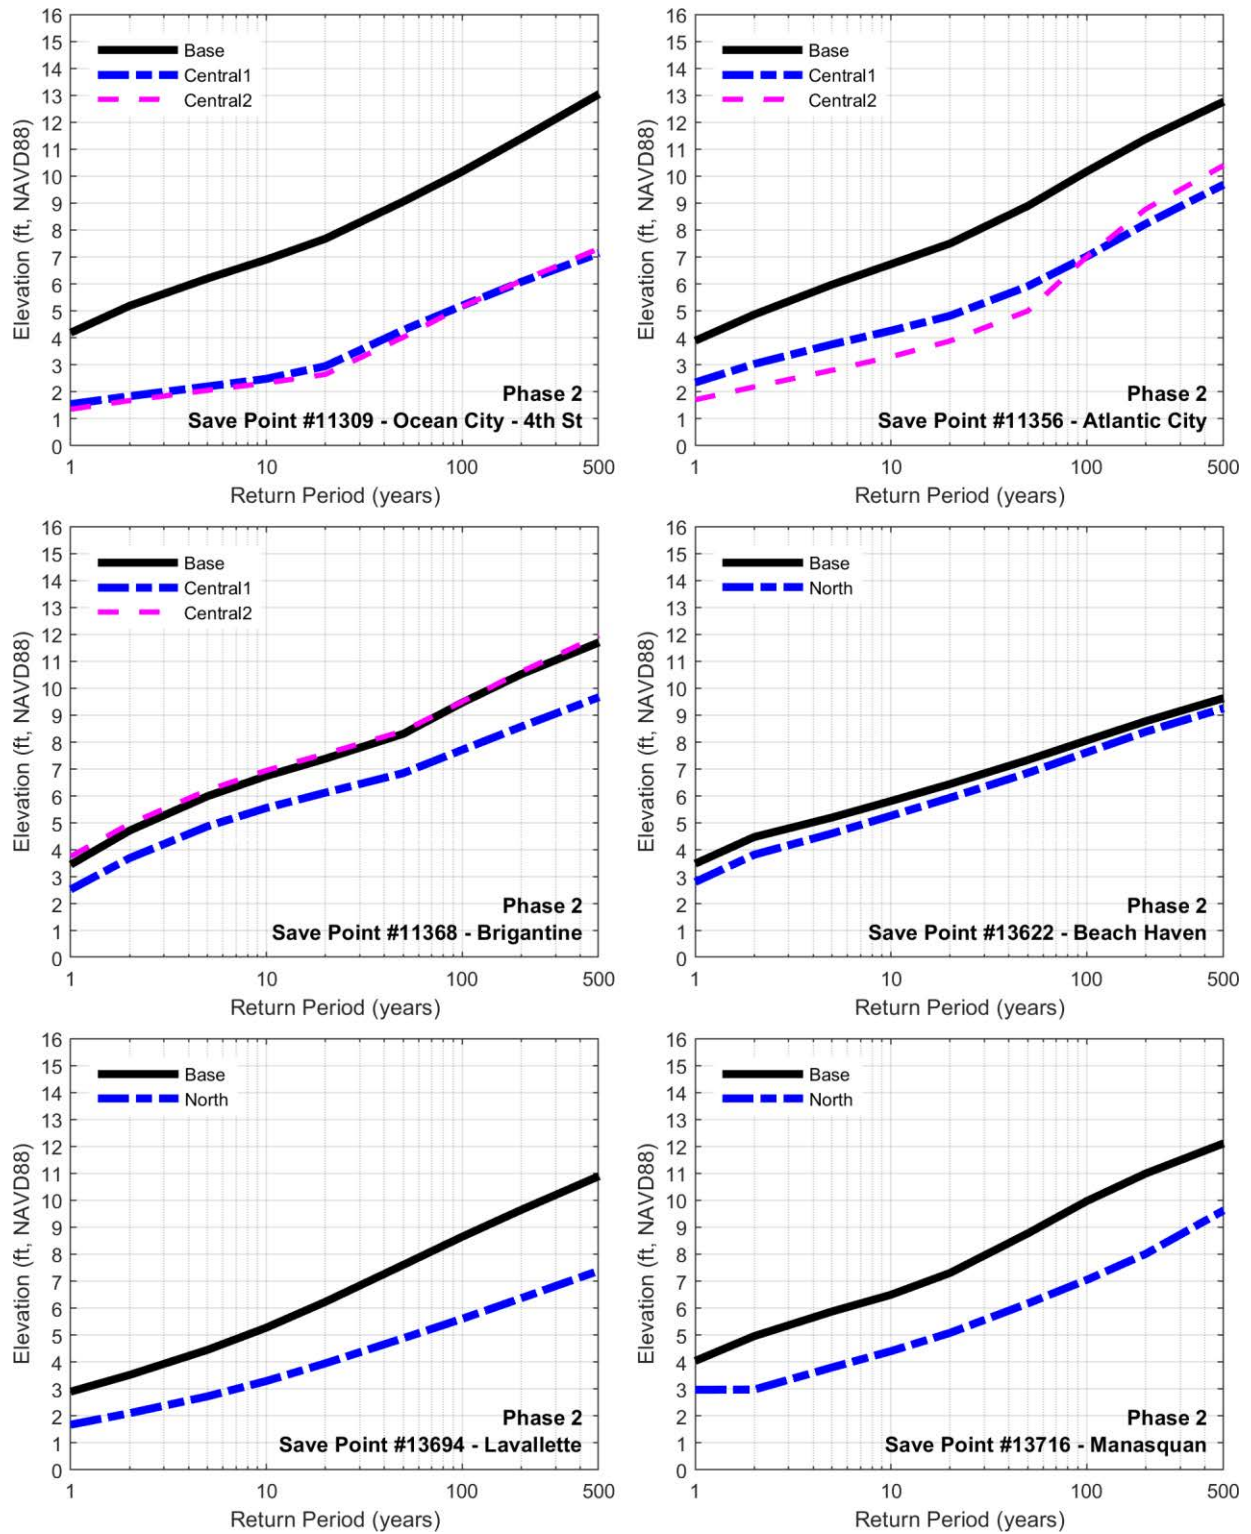 16
15
14
13
12
11
10
9
8
7
6
5
4
3
2
1
0
Elevation (ft, NAVD88)
Base
Central1
Central2
Phase 2
Save Point #11309 - Ocean City - 4th St
1 10 100 500
Return Period (years)
16
15
14
13
12
11
10
9
8
7
6
5
4
3
2
1
0
Elevation (ft, NAVD88)
Base
Central1
Central2
Phase 2
Save Point #11356 - Atlantic City
1 10 100 500
Return Period (years)
16
15
14
13
12
11
10
9
8
7
6
5
4
3
2
1
0
Elevation (ft, NAVD88)
Base
Central1
Central2
Phase 2
Save Point #11368 - Brigantine
1 10 100 500
Return Period (years)
16
15
14
13
12
11
10
9
8
7
6
5
4
3
2
1
0
Elevation (ft, NAVD88)
Base
North
Phase 2
Save Point #13622 - Beach Haven
1 10 100 500
Return Period (years)
16
15
14
13
12
11
10
9
8
7
6
5
4
3
2
1
0
Elevation (ft, NAVD88)
Base
North
Phase 2
Save Point #13694 - Lavallette
1 10 100 500
Return Period (years)
16
15
14
13
12
11
10
9
8
7
6
5
4
3
2
1
0
Elevation (ft, NAVD88)
Base
North
Phase 2
Save Point #13716 - Manasquan
1 10 100 500
Return Period (years)